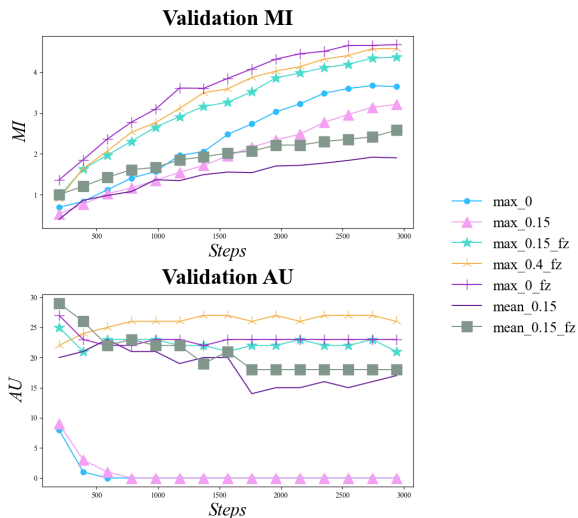 Validation MI
MI
4
3
2
1
500
1000
1500
2000
2500
3000
Steps
Validation AU
AU
30
25
20
15
10
5
0
500
1000
1500
2000
2500
3000
Steps
max_0
max_0.15
max_0.15_fz
max_0.4_fz
max_0_fz
mean_0.15
mean_0.15_fz